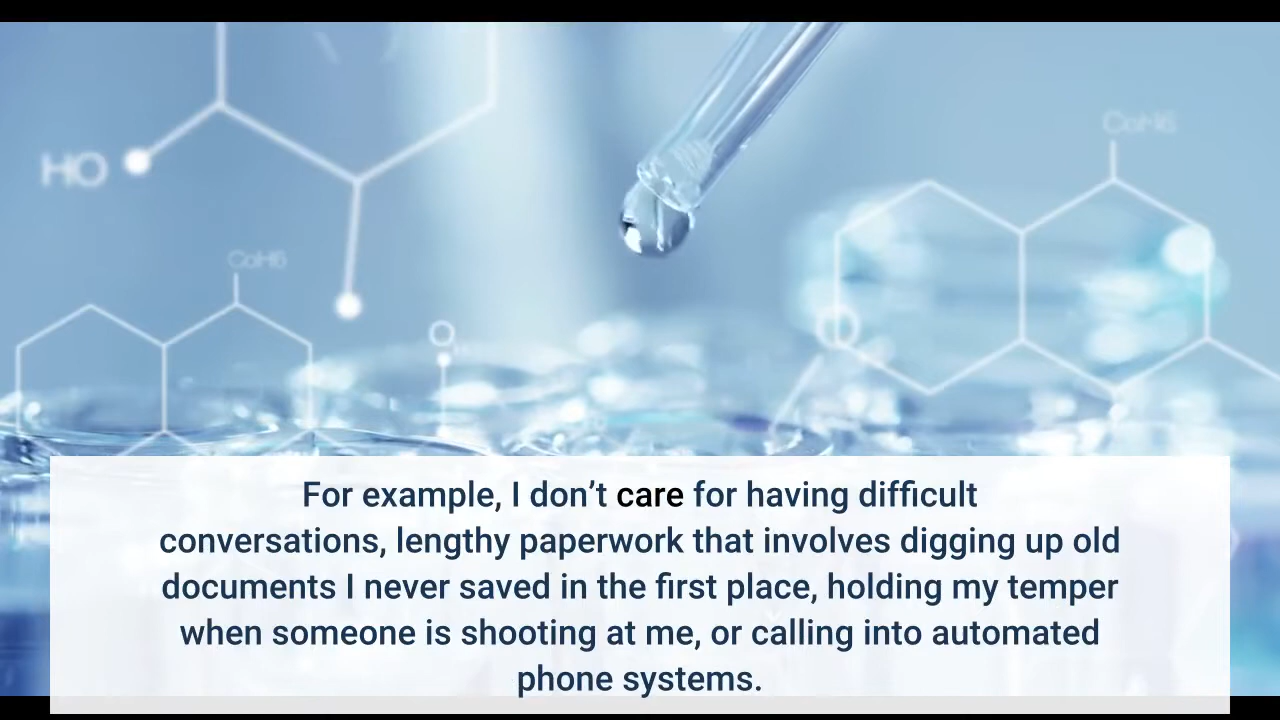 CoH6
HO
CoH6
O
O
For example, I don’t care for having difficult
conversations, lengthy paperwork that involves digging up old
documents I never saved in the first place, holding my temper
when someone is shooting at me, or calling into automated
phone systems.